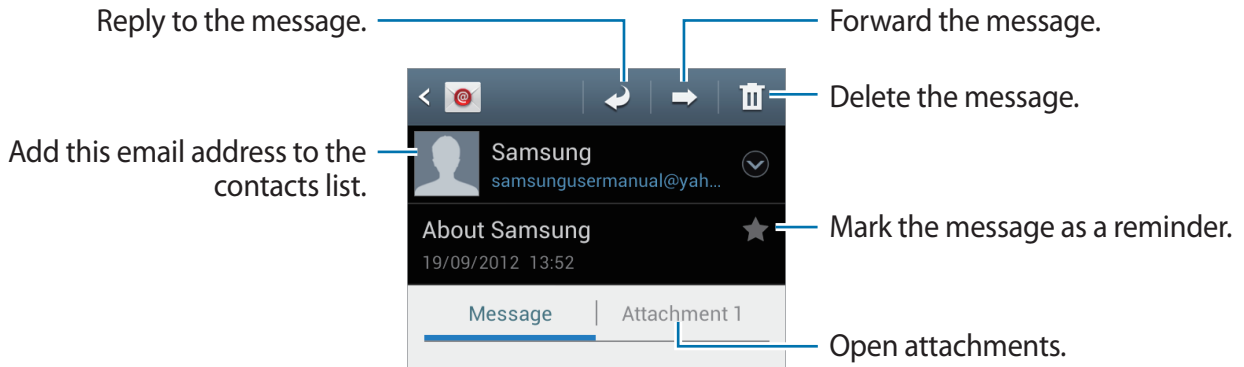 Reply to the message.
Forward the message.
@
Delete the message.
Add this email address to the
contacts list.
Samsung
samsungusermanual@yah...
About Samsung
19/09/2012 13:52
Mark the message as a reminder.
Message
Attachment 1
Open attachments.